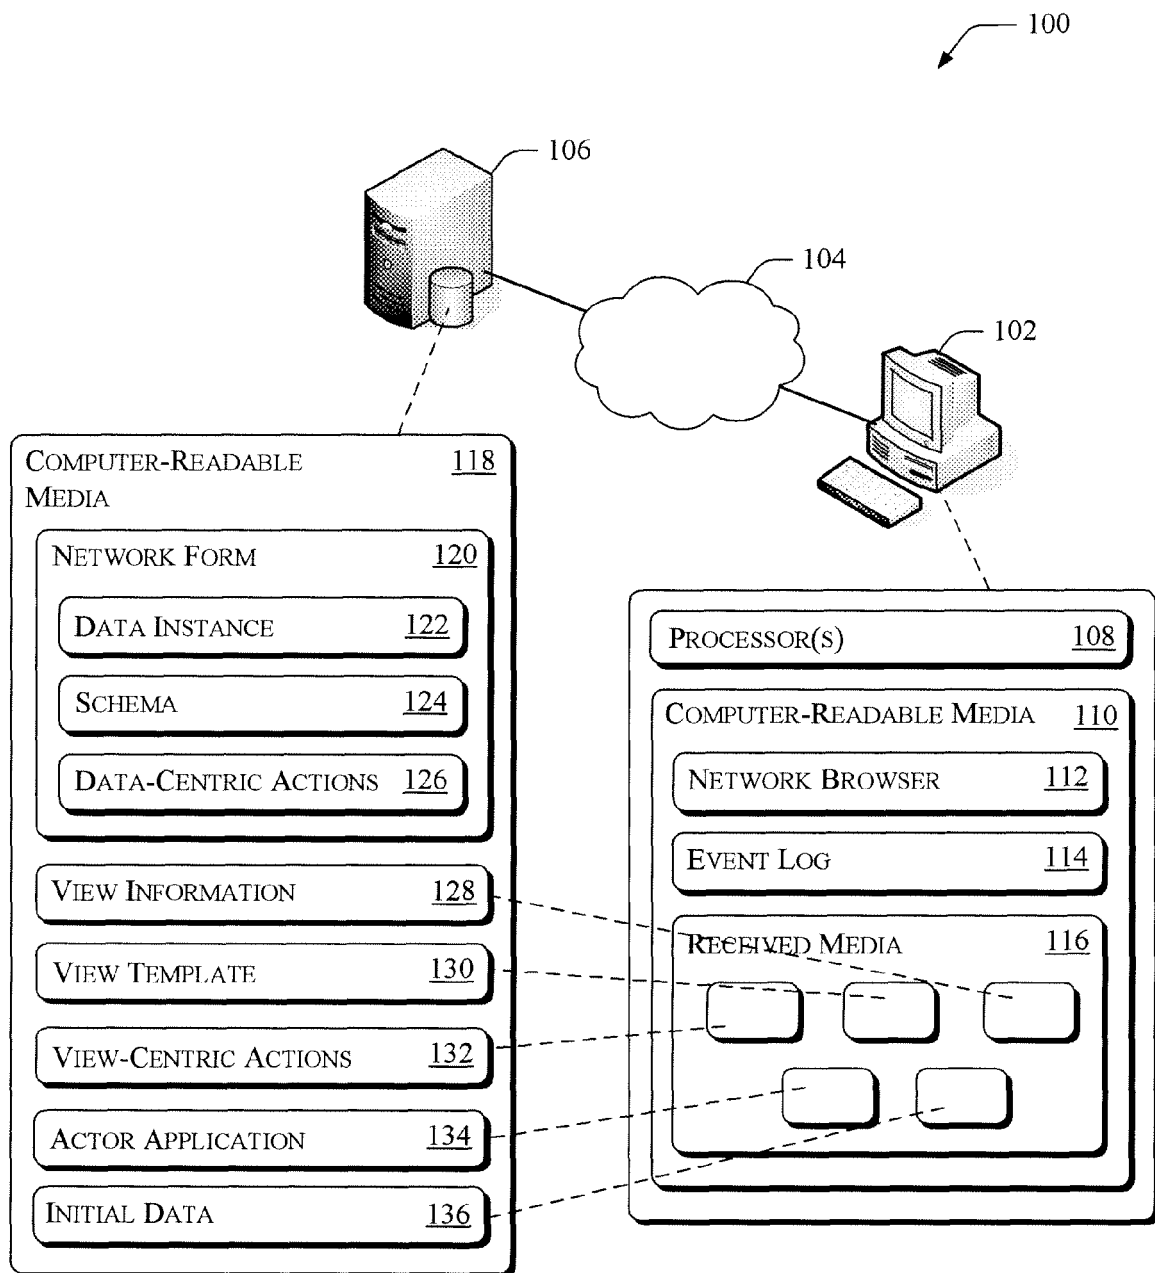 100
106
104
102
COMPUTER-READABLE 118
MEDIA
NETWORK FORM 120
DATA INSTANCE 122
SCHEMA 124
DATA-CENTRIC ACTIONS 126
VIEW INFORMATION 128
VIEW TEMPLATE 130
VIEW-CENTRIC ACTIONS 132
ACTOR APPLICATION 134
INITIAL DATA 136
PROCESSOR(S) 108
COMPUTER-READABLE MEDIA 110
NETWORK BROWSER 112
EVENT LOG 114
RECEIVED MEDIA 116